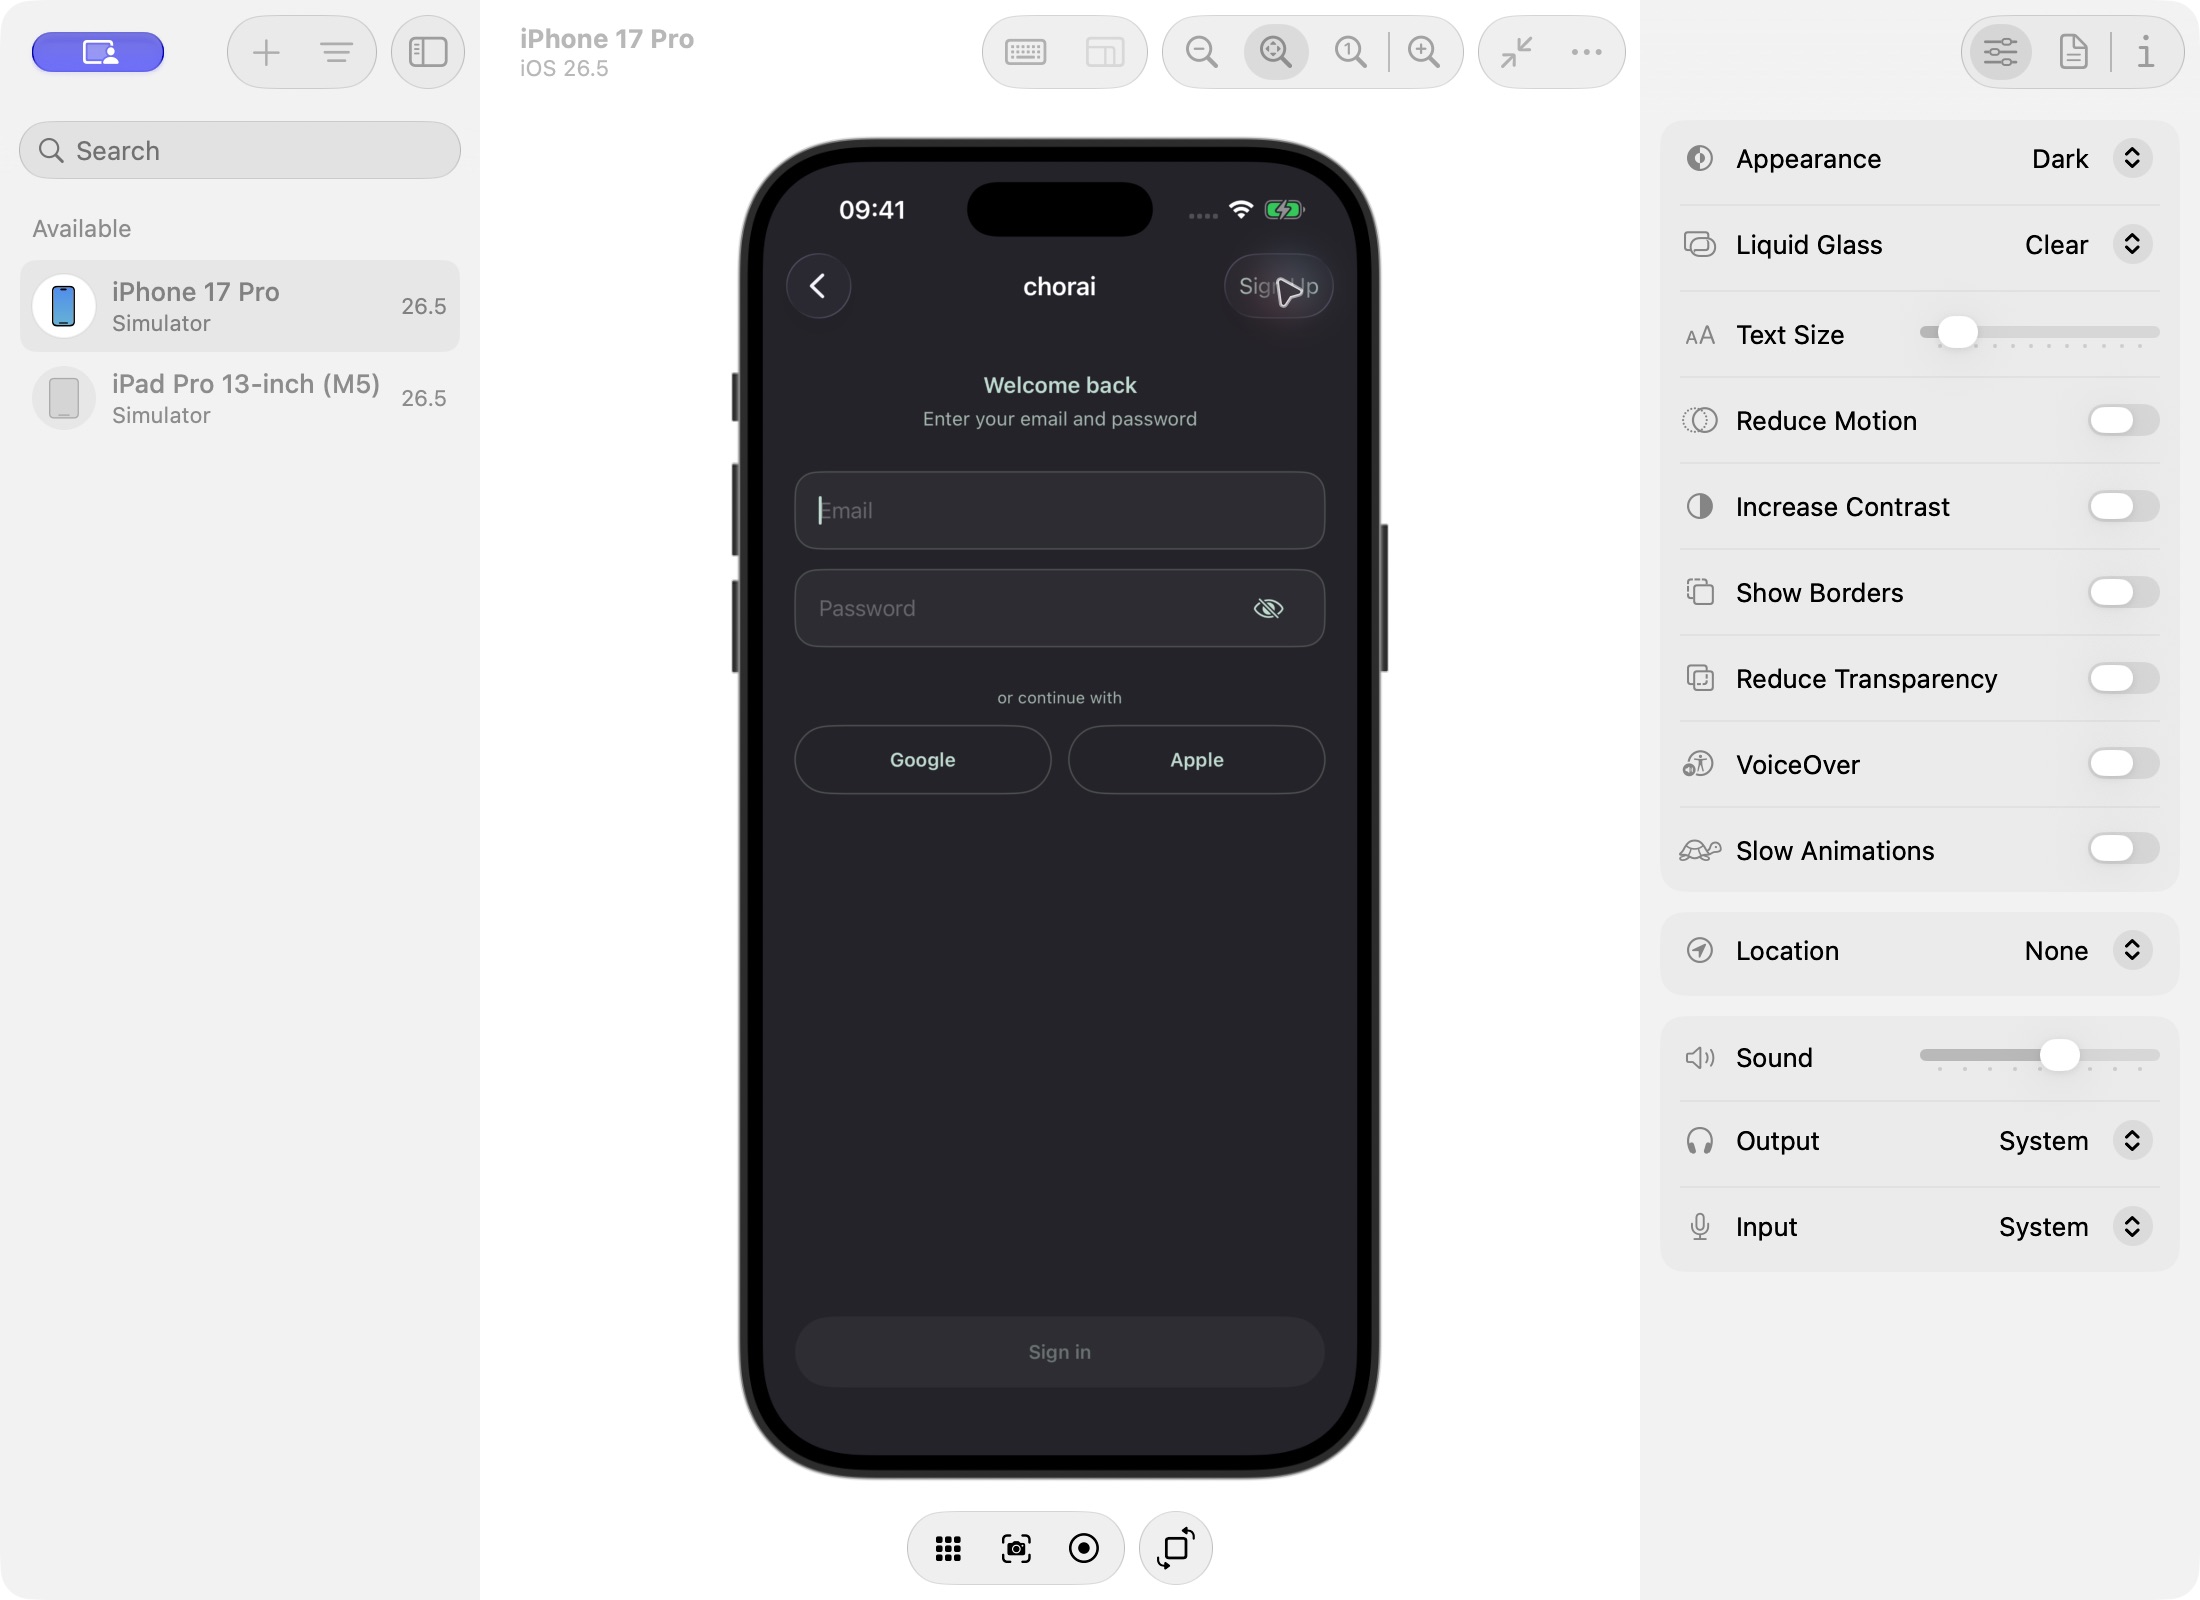 iPhone 17 Pro
iOS 26.5
Search
Available
iPhone 17 Pro
Simulator
26.5
iPad Pro 13-inch (M5)
Simulator
26.5
09:41
chorai
Sign Up
Welcome back
Enter your email and password
Email
Password
or continue with
Google
Apple
Sign in
Appearance
Dark
Liquid Glass
Clear
AA Text Size
Reduce Motion
Increase Contrast
Show Borders
Reduce Transparency
VoiceOver
Slow Animations
Location
None
Sound
Output
System
Input
System